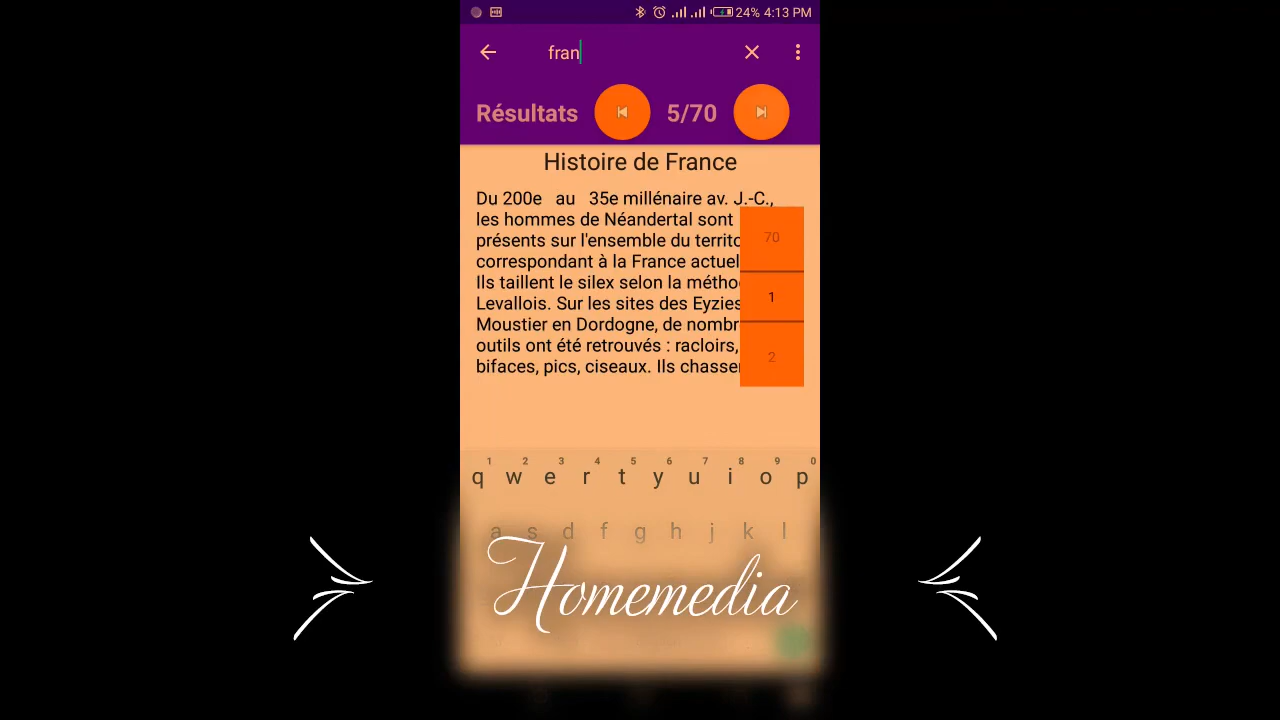 24% 4:13 PM
fran
Résultats 5/70
Histoire de France
Du 200e au 35e millénaire av. J.-C.,
les hommes de Néandertal sont
présents sur l'ensemble du territo
correspondant à la France actuel
Ils taillent le silex selon la métho
Levallois. Sur les sites des Eyzies
Moustier en Dordogne, de nombr
outils ont été retrouvés : racloirs,
bifaces, pics, ciseaux. Ils chasse
70
1
2
1 2 3 4 5 6 7 8 9 0
q w e r t y u i o p
a s d f g h j k l
Homemedia